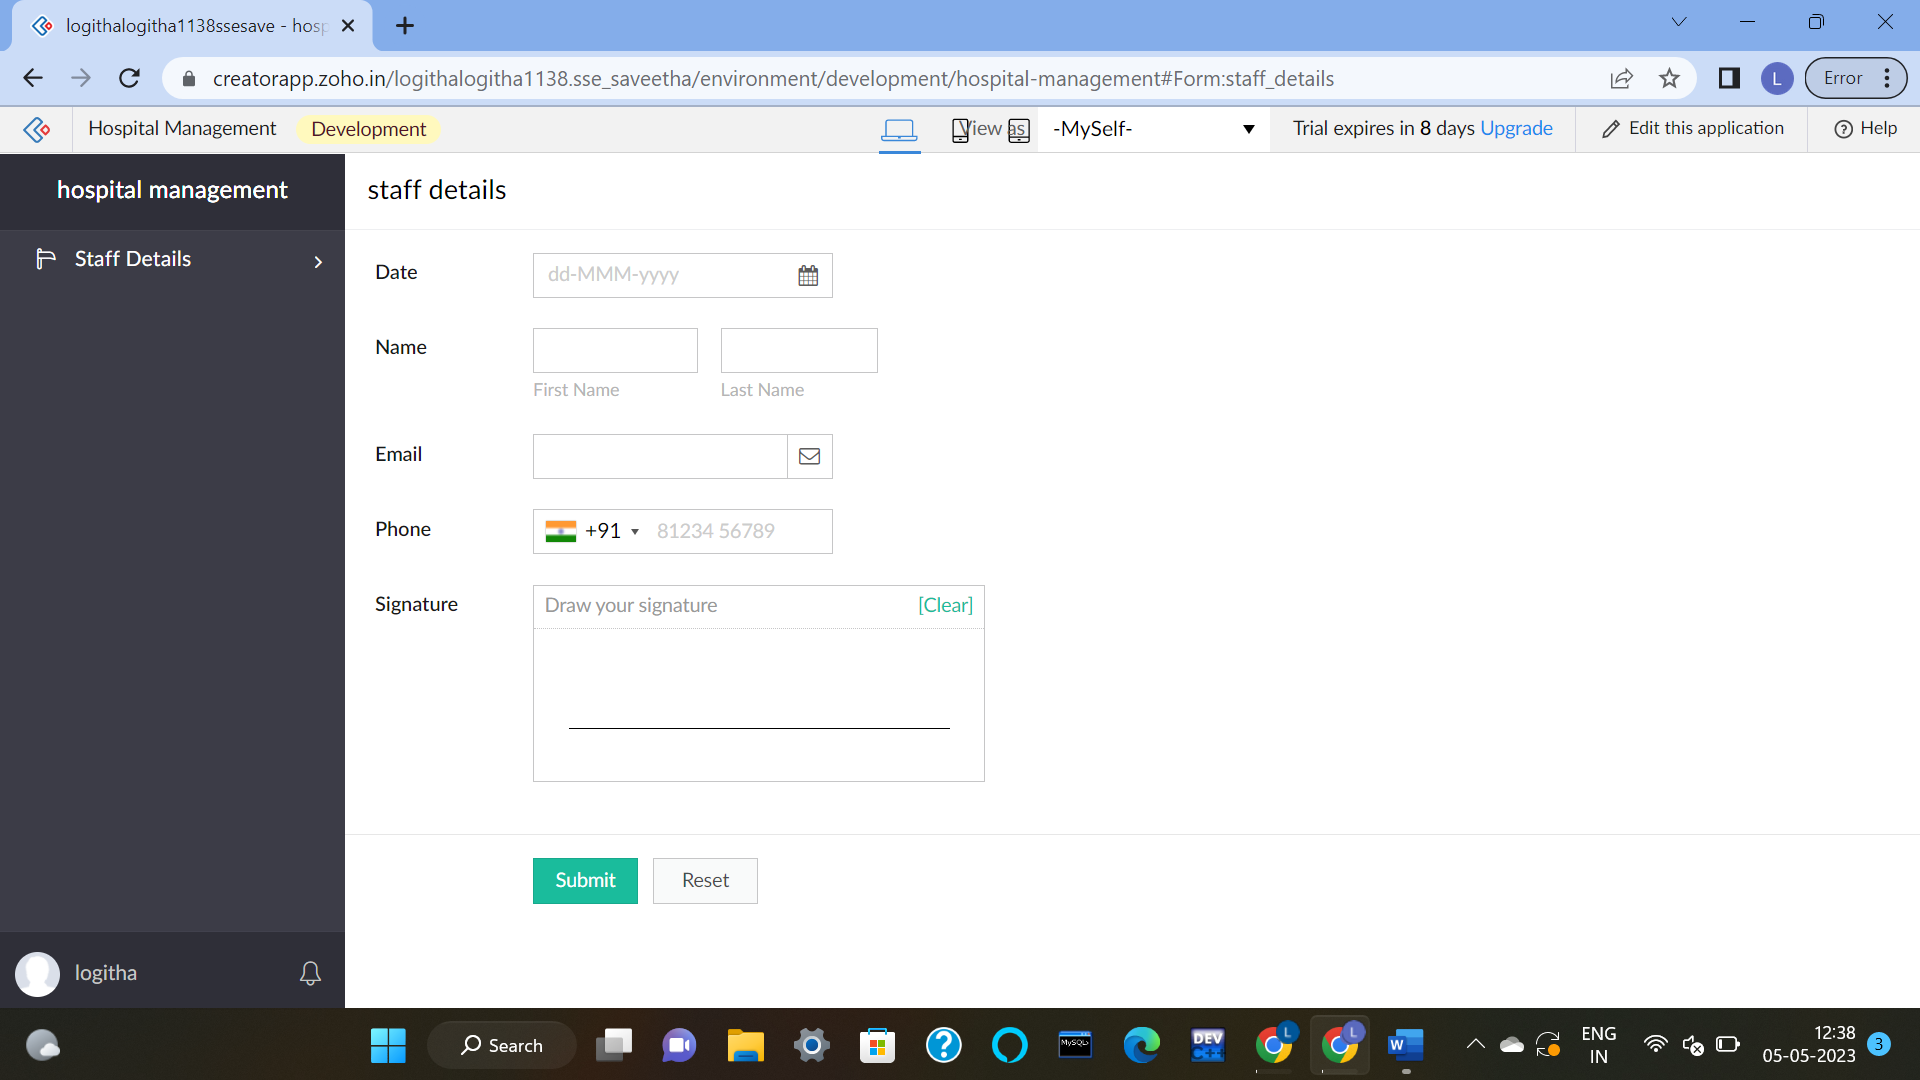 logithalogitha1138ssesave - hosp
creatorapp.zoho.in/logithalogitha1138.sse_saveetha/environment/development/hospital-management#Form:staff_details
L
Error
Hospital Management
Development
View as
-MySelf-
Trial expires in 8 days Upgrade
Edit this application
Help
hospital management
staff details
Staff Details
Date
dd-MMM-yyyy
Name
First Name
Last Name
Email
Phone
+91
81234 56789
Signature
Draw your signature
[Clear]
Submit
Reset
logitha
Search
MySQL
DEV
C++
L
L
W
ENG
IN
12:38
05-05-2023
3